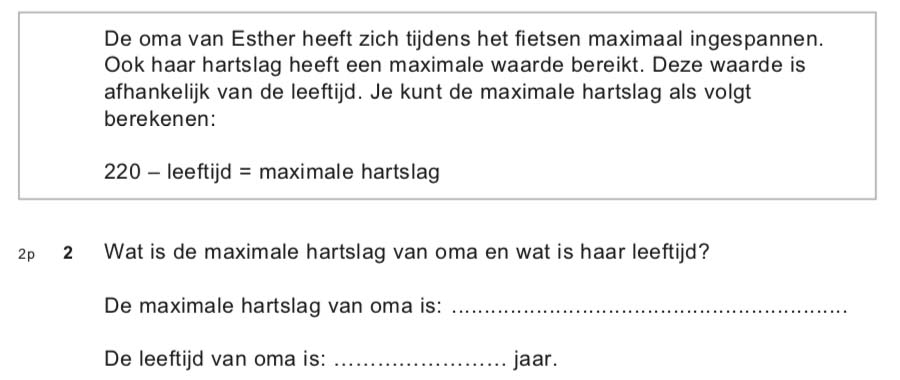 De oma van Esther heeft zich tijdens het fietsen maximaal ingespannen.
Ook haar hartslag heeft een maximale waarde bereikt. Deze waarde is
afhankelijk van de leeftijd. Je kunt de maximale hartslag als volgt
berekenen:
220 − leeftijd = maximale hartslag
2p 2 Wat is de maximale hartslag van oma en wat is haar leeftijd?
De maximale hartslag van oma is: ..............................................................
De leeftijd van oma is: ........................ jaar.